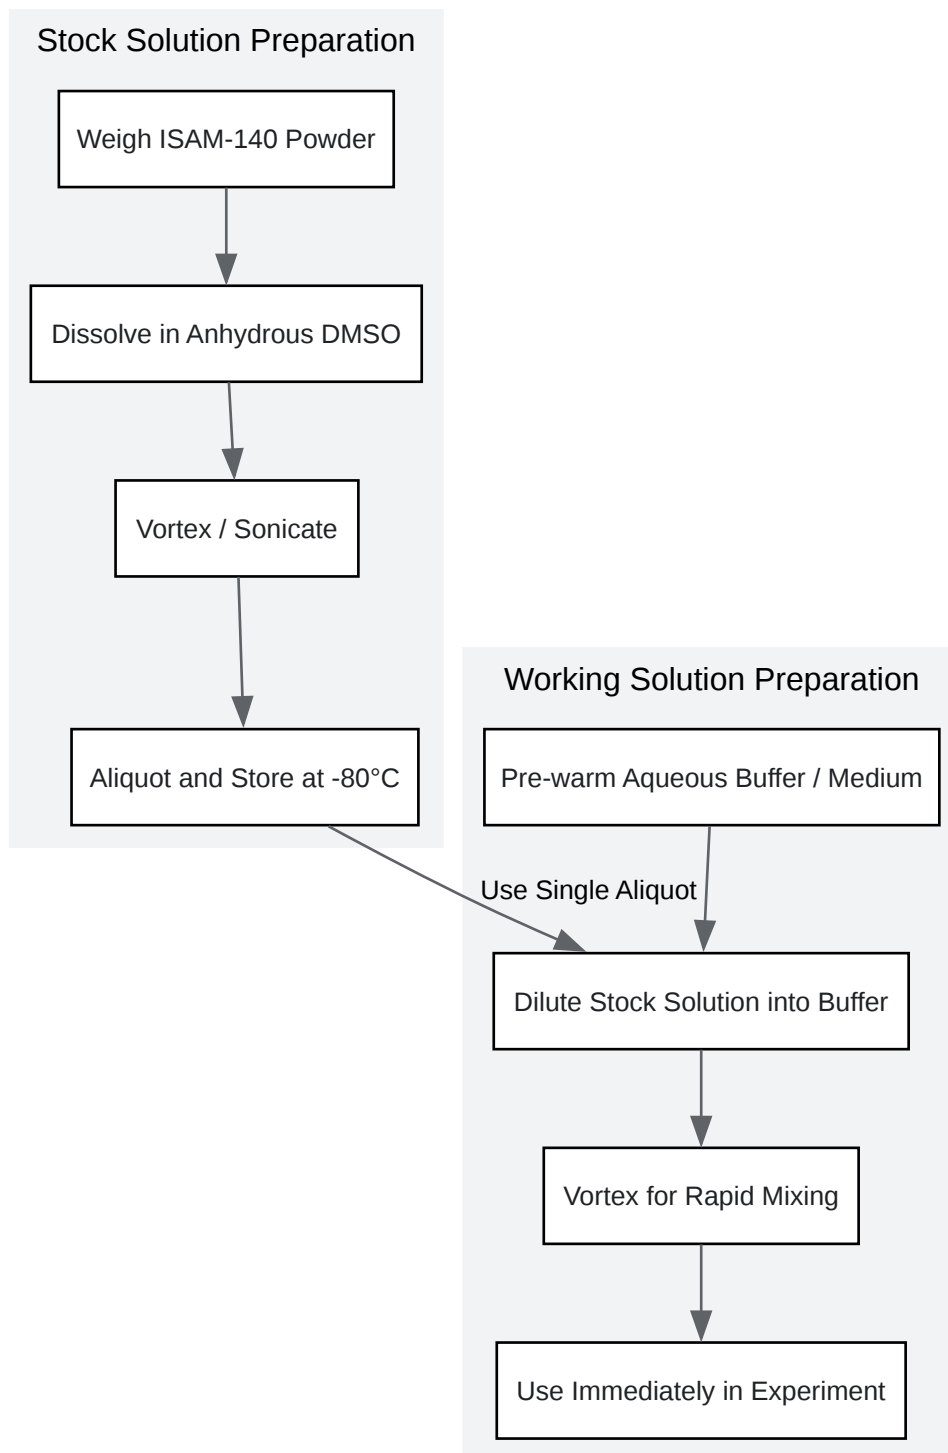 Stock Solution Preparation
Weigh ISAM-140 Powder
Dissolve in Anhydrous DMSO
Vortex / Sonicate
Aliquot and Store at -80°C
Working Solution Preparation
Pre-warm Aqueous Buffer / Medium
Use Single Aliquot
Dilute Stock Solution into Buffer
Vortex for Rapid Mixing
Use Immediately in Experiment